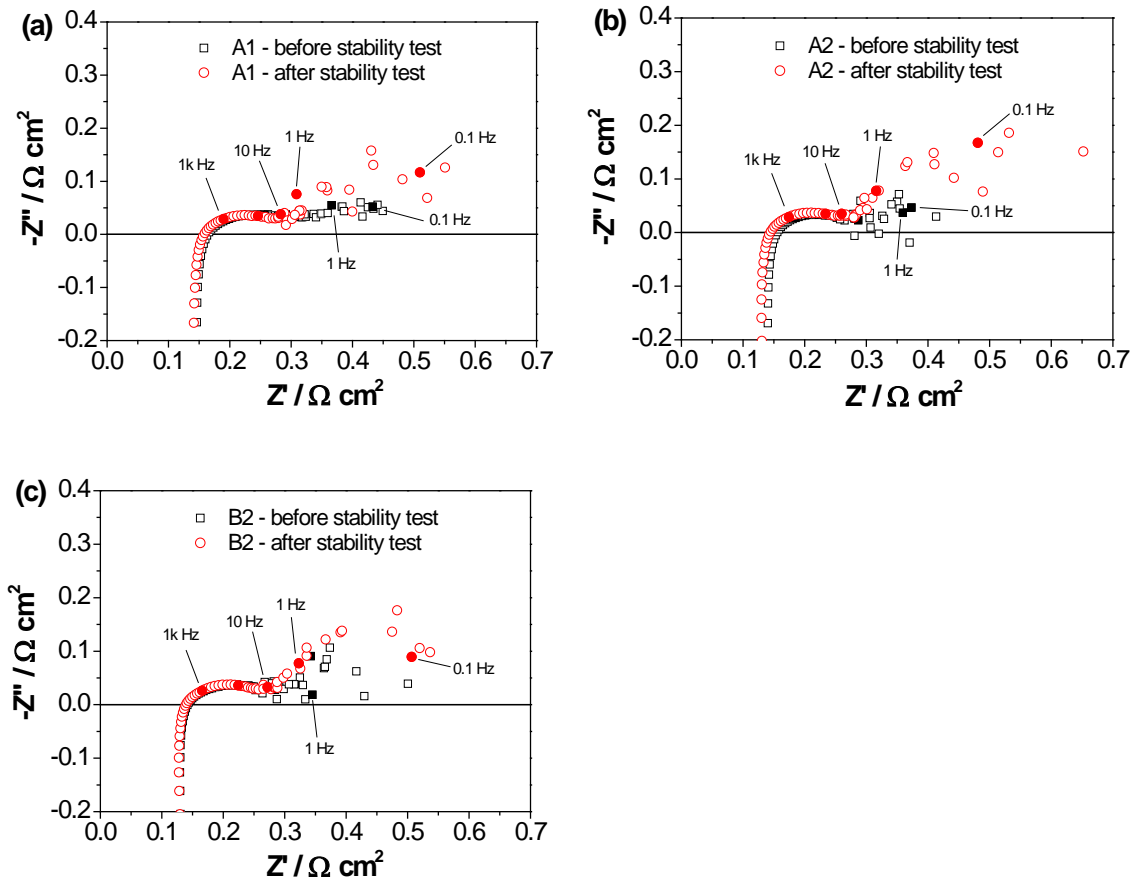 (a)
A1 - before stability test
A1 - after stability test
1k Hz
10 Hz
1 Hz
0.1 Hz
0.1 Hz
1 Hz
0.4
0.3
0.2
0.1
0.0
-0.1
-0.2
0.0 0.1 0.2 0.3 0.4 0.5 0.6 0.7
-Z'' / Ω cm²
Z' / Ω cm²
(b)
A2 - before stability test
A2 - after stability test
1k Hz
10 Hz
1 Hz
0.1 Hz
0.1 Hz
1 Hz
0.4
0.3
0.2
0.1
0.0
-0.1
-0.2
0.0 0.1 0.2 0.3 0.4 0.5 0.6 0.7
-Z'' / Ω cm²
Z' / Ω cm²
(c)
B2 - before stability test
B2 - after stability test
1k Hz
10 Hz
1 Hz
0.1 Hz
1 Hz
0.4
0.3
0.2
0.1
0.0
-0.1
-0.2
0.0 0.1 0.2 0.3 0.4 0.5 0.6 0.7
-Z'' / Ω cm²
Z' / Ω cm²